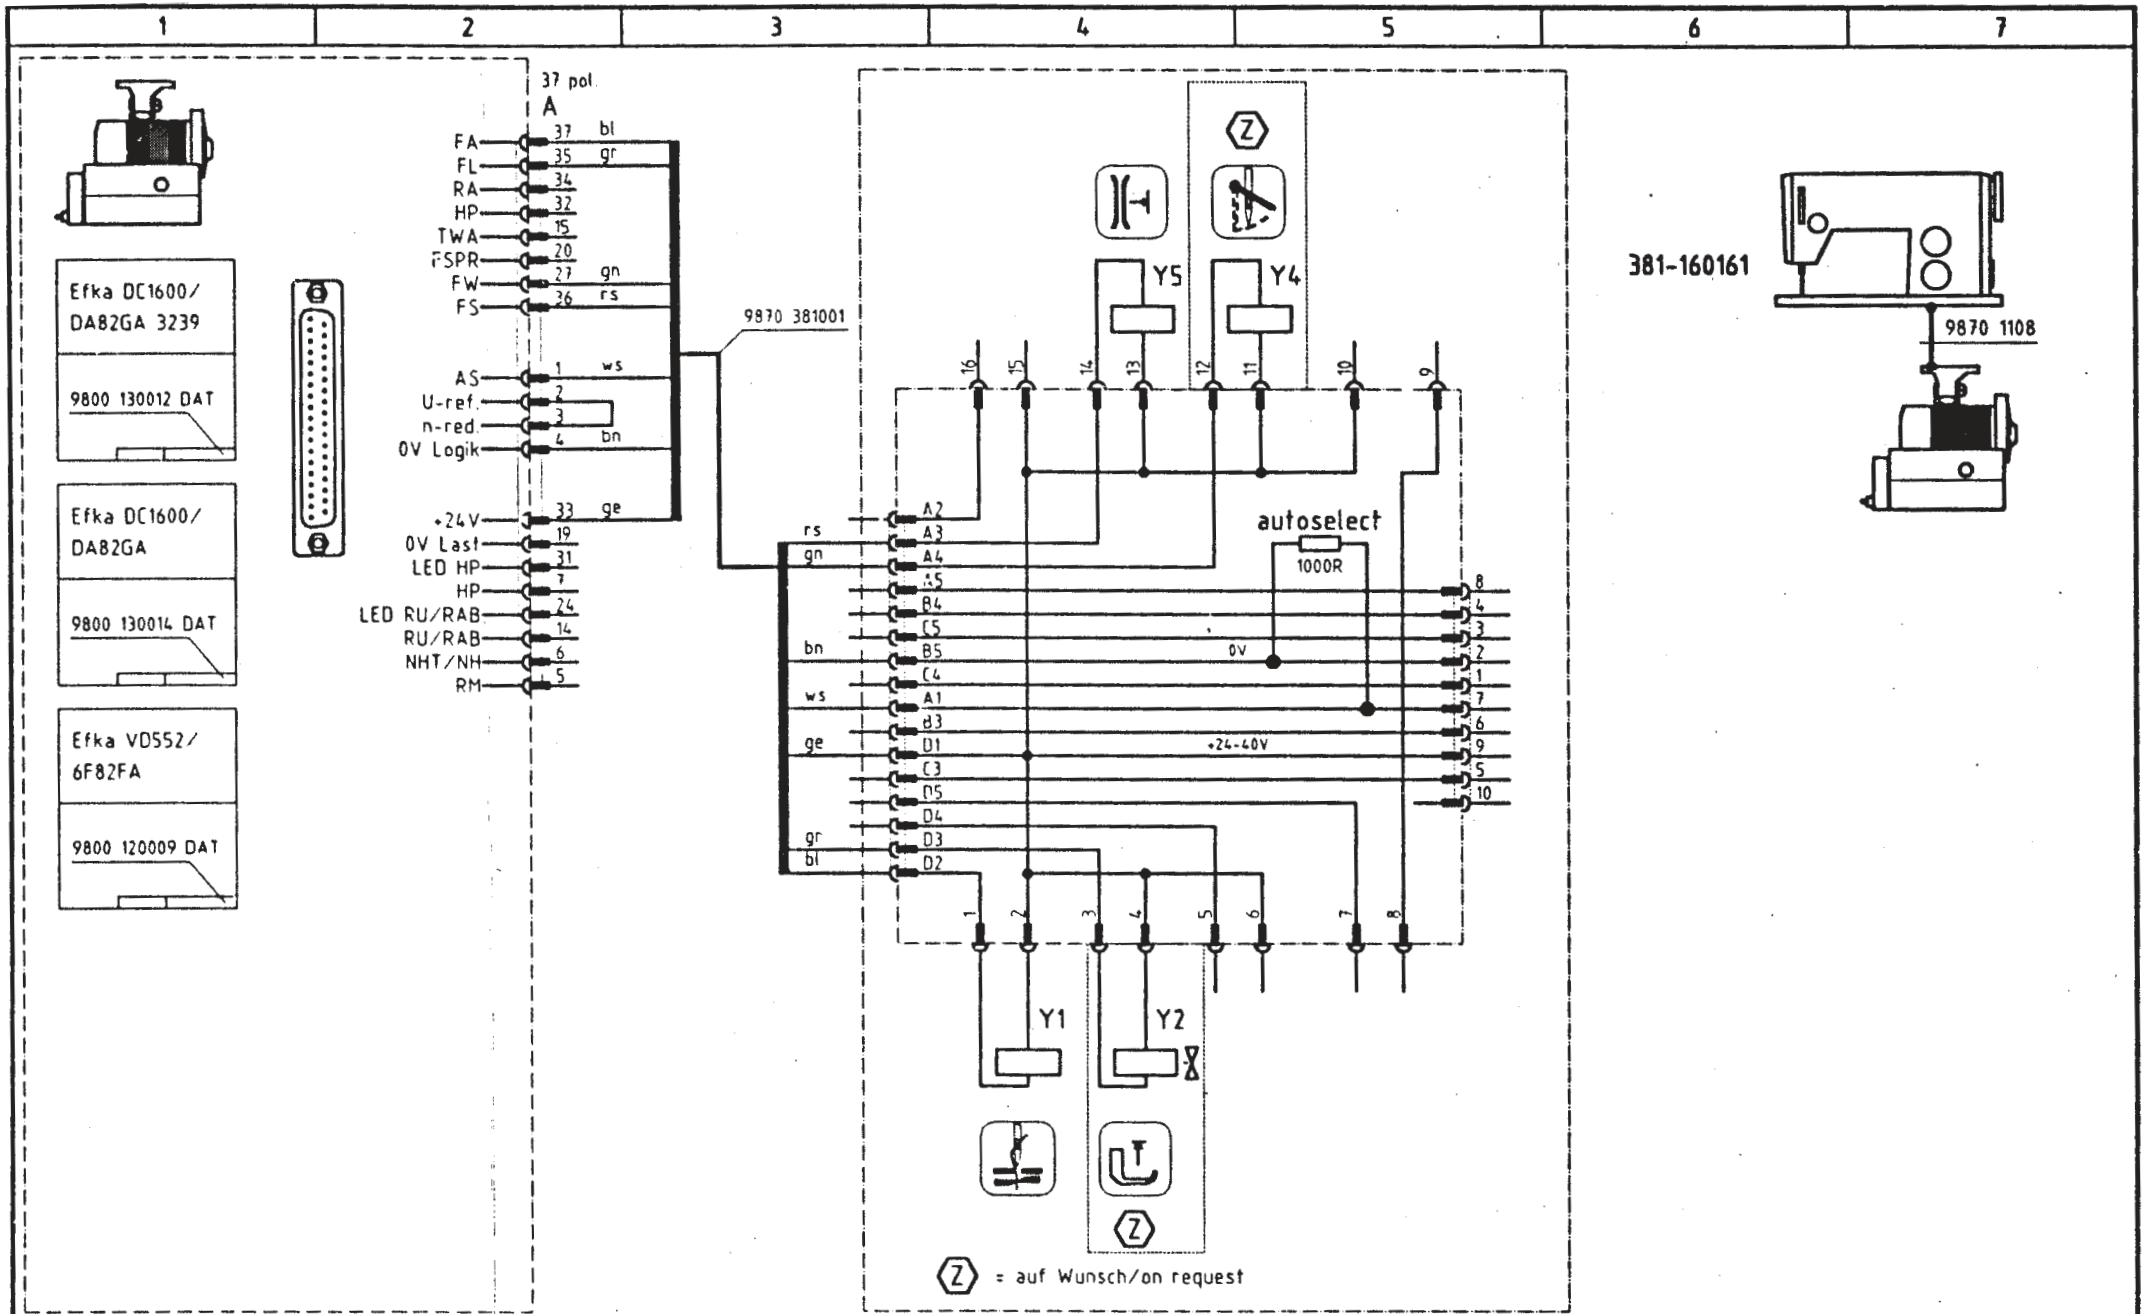 1 2 3 4 5 6 7
37 pol.
A
FA 37 bl
FL 35 gr
RA 34
HP 32
TWA 15
FSPR 20
FW 27 gn
FS 36 rs
AS 1 ws
U-ref. 2
n-red. 3
0V Logik 4 bn
+24V 33 ge
0V Last 19
LED HP 31
HP 7
LED RU/RAB 24
RU/RAB 14
NHT/NH 6
RM 5
Efka DC1600/
DA82GA 3239
9800 130012 DAT
Efka DC1600/
DA82GA
9800 130014 DAT
Efka VD552/
6F82FA
9800 120009 DAT
9870 381001
Z
Y5 Y4
16 15 14 13 12 11 10 9
autoselect
1000R
A2
rs A3
gn A4
A5 8
B4 4
C5 3
bn B5 0V 2
C4 1
ws A1 7
B3 6
ge D1 +24-40V 9
C3 5
D5 10
D4
gr D3
bl D2
1 2 3 4 5 6 7 8
Y1 Y2
Z
Z = auf Wunsch/on request
381-160161
9870 1108